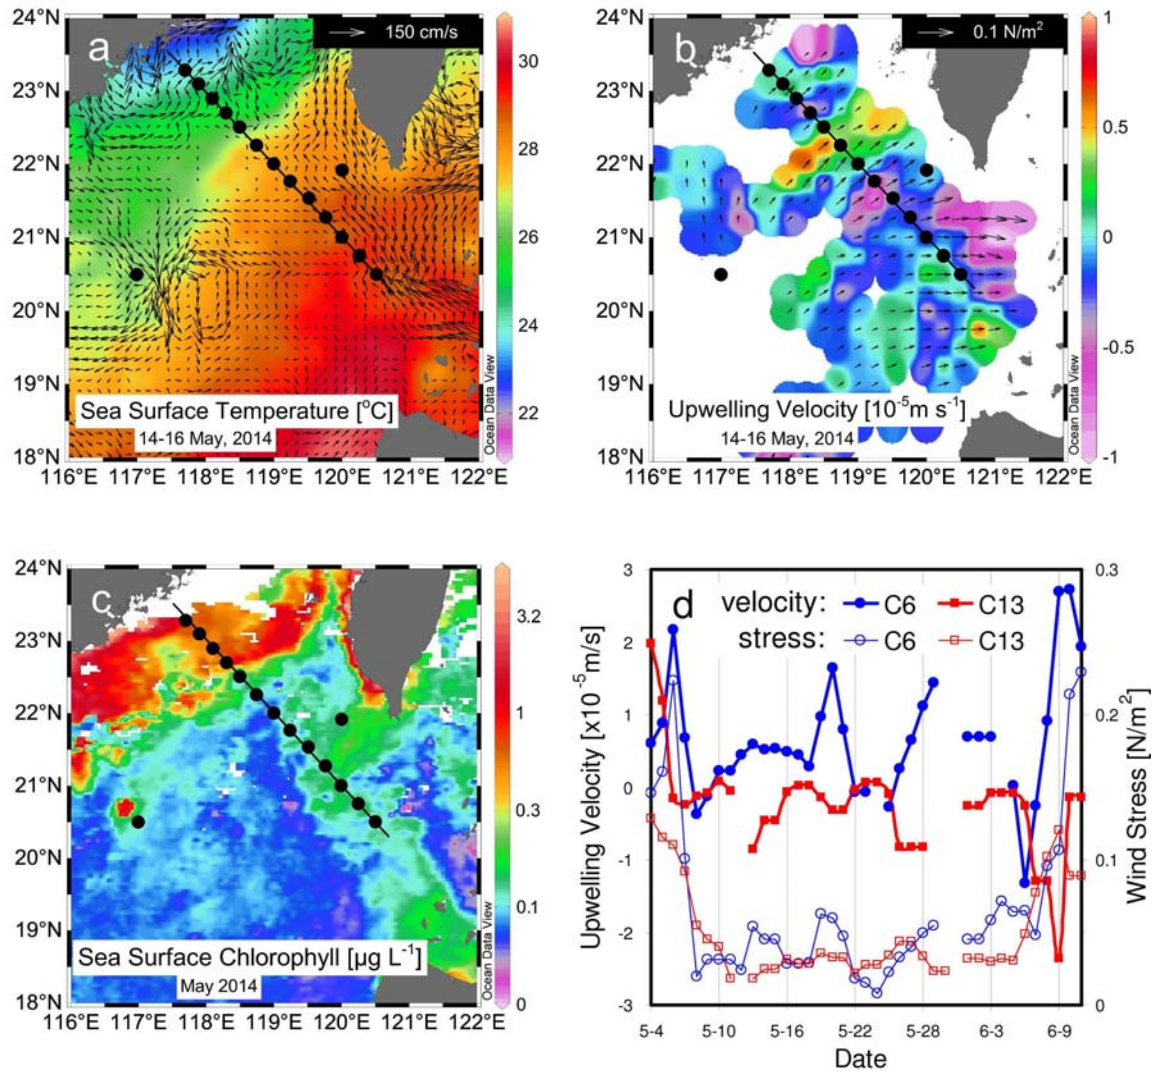 24°N
23°N
22°N
21°N
20°N
19°N
18°N
116°E 117°E 118°E 119°E 120°E 121°E 122°E
a
150 cm/s
30
28
26
24
22
Ocean Data View
Sea Surface Temperature [°C]
14-16 May, 2014
24°N
23°N
22°N
21°N
20°N
19°N
18°N
116°E 117°E 118°E 119°E 120°E 121°E 122°E
b
0.1 N/m²
1
0.5
0
-0.5
-1
Ocean Data View
Upwelling Velocity [10⁻⁵m s⁻¹]
14-16 May, 2014
24°N
23°N
22°N
21°N
20°N
19°N
18°N
116°E 117°E 118°E 119°E 120°E 121°E 122°E
c
3.2
1
0.3
0.1
0
Ocean Data View
Sea Surface Chlorophyll [µg L⁻¹]
May 2014
d
velocity: C6 C13
stress: C6 C13
Upwelling Velocity [x10⁻⁵m/s]
3
2
1
0
-1
-2
-3
0.3
0.2
0.1
0
Wind Stress [N/m²]
5-4 5-10 5-16 5-22 5-28 6-3 6-9
Date